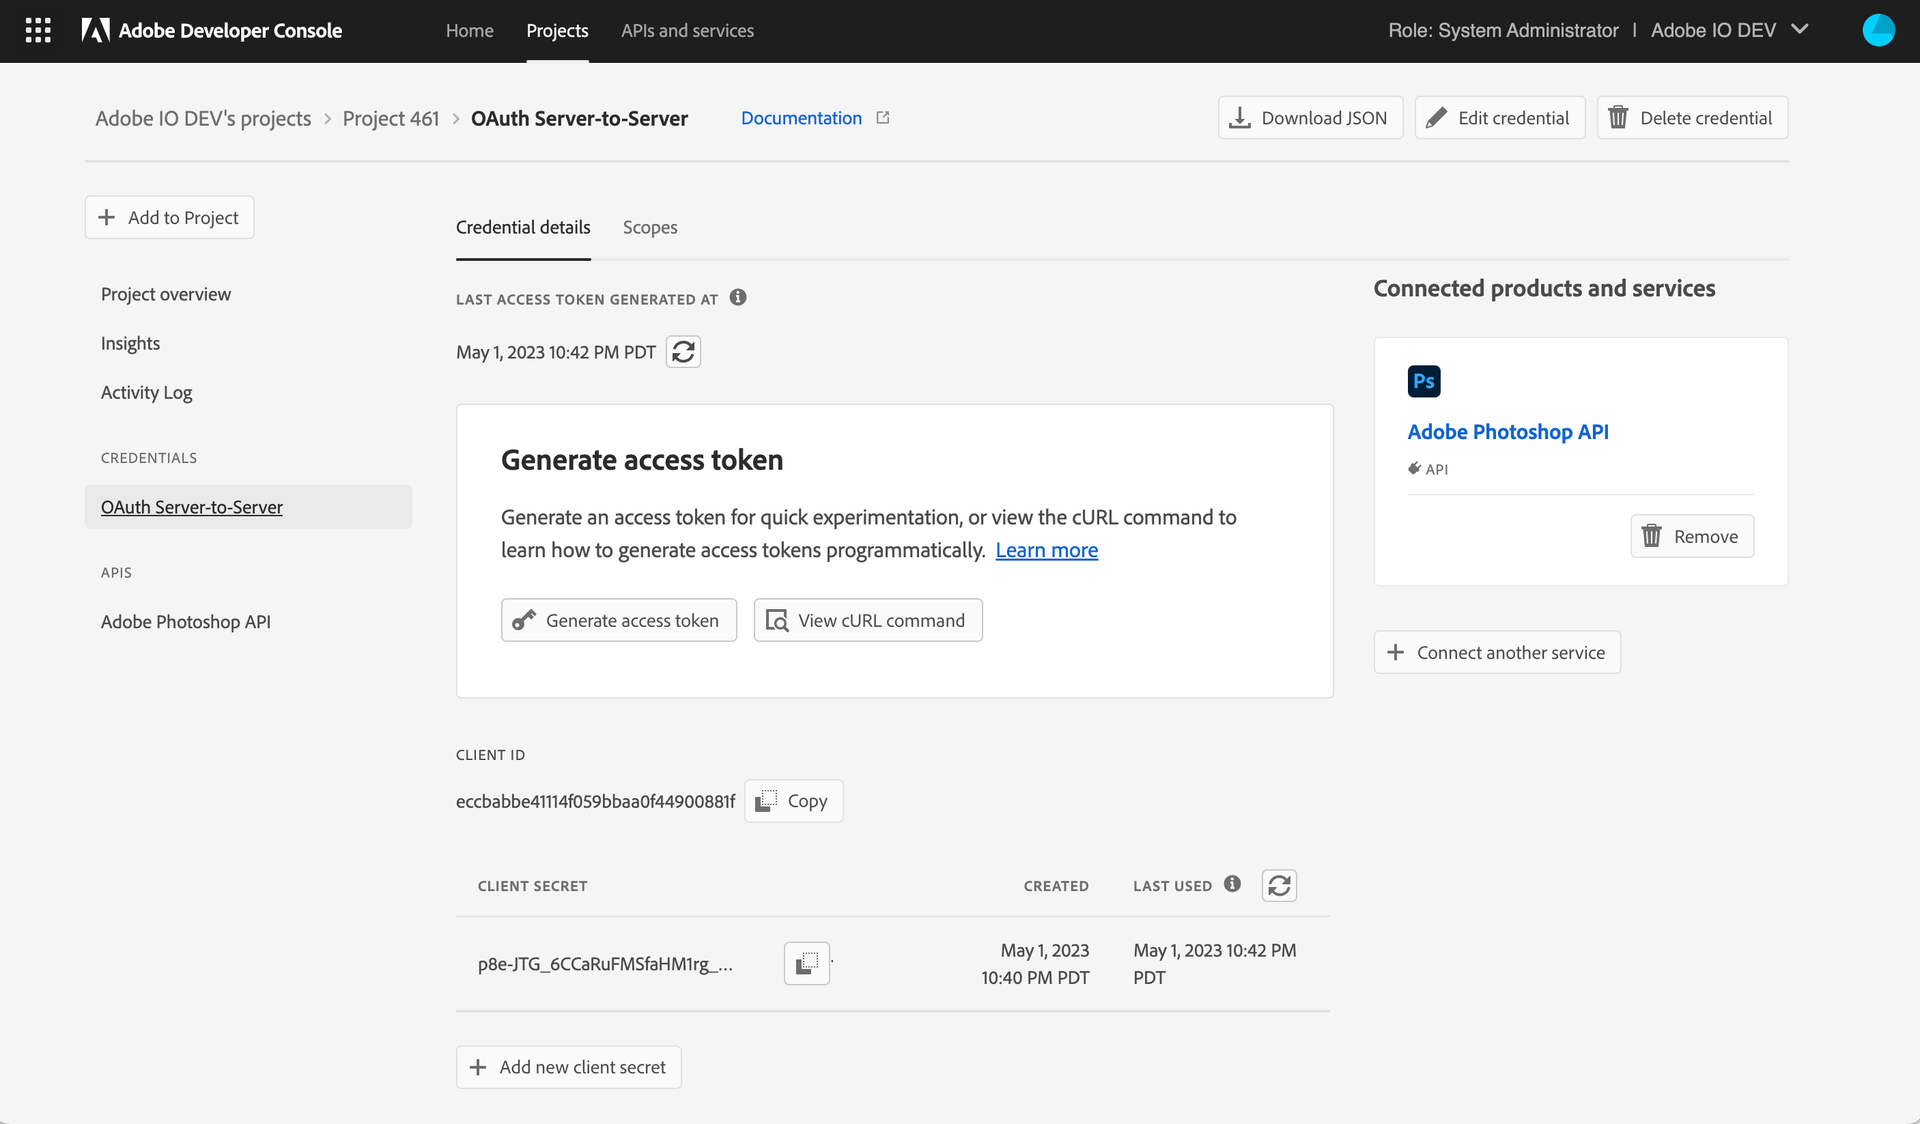 Adobe Developer Console
Home
Projects
APIs and services
Role: System Administrator | Adobe IO DEV
Adobe IO DEV's projects > Project 461 > OAuth Server-to-Server
Documentation
Download JSON
Edit credential
Delete credential
Add to Project
Project overview
Insights
Activity Log
CREDENTIALS
OAuth Server-to-Server
APIS
Adobe Photoshop API
Credential details
Scopes
LAST ACCESS TOKEN GENERATED AT
May 1, 2023 10:42 PM PDT
Generate access token
Generate an access token for quick experimentation, or view the cURL command to
learn how to generate access tokens programmatically. Learn more
Generate access token
View cURL command
CLIENT ID
eccbabbe41114f059bbaa0f44900881f
Copy
CLIENT SECRET
CREATED
LAST USED
p8e-JTG_6CCaRuFMSfaHM1rg_...
May 1, 2023
10:40 PM PDT
May 1, 2023 10:42 PM
PDT
Add new client secret
Connected products and services
Ps
Adobe Photoshop API
API
Remove
Connect another service